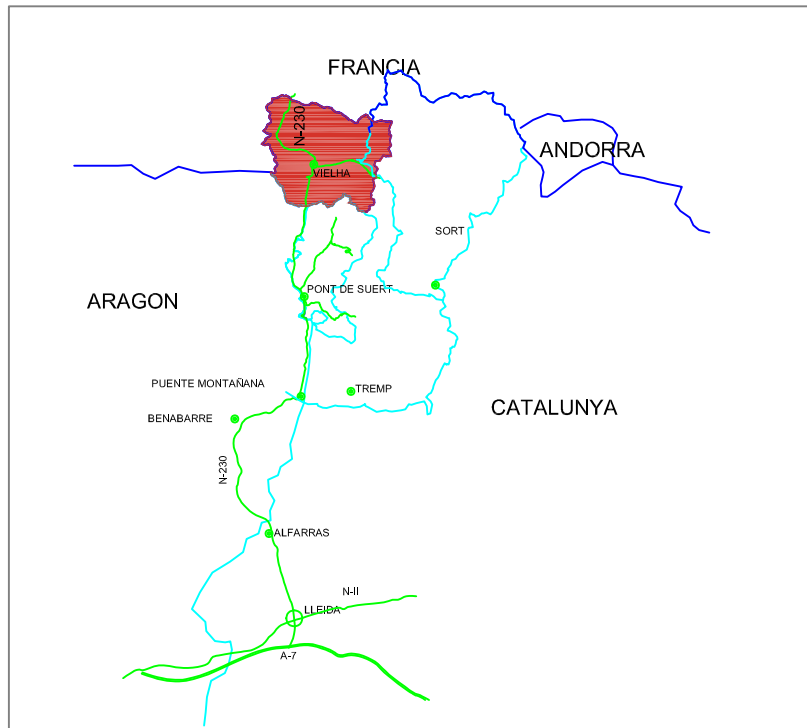 FRANCIA
N-230
ANDORRA
VIELHA
SORT
PONT DE SUERT
ARAGON
PUENTE MONTAÑANA
TREMP
CATALUNYA
BENABARRE
N-230
ALFARRAS
N-II
LLEIDA
A-7